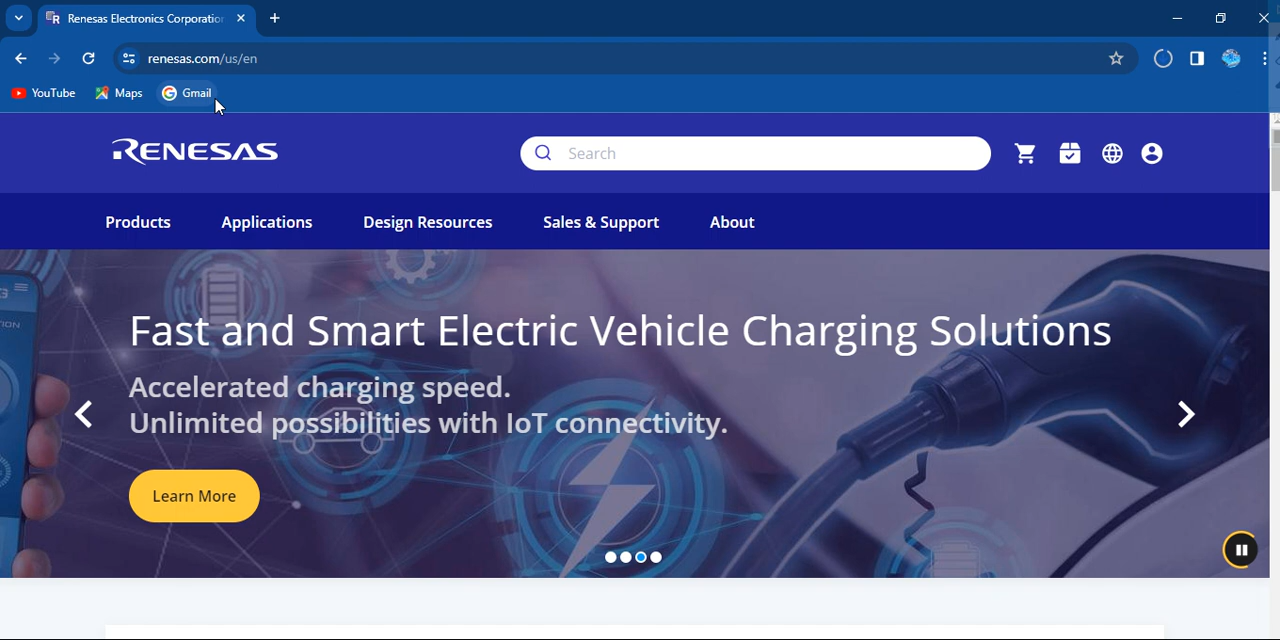 Renesas Electronics Corporation
renesas.com/us/en
YouTube
Maps
Gmail
RENESAS
Search
Products
Applications
Design Resources
Sales & Support
About
Fast and Smart Electric Vehicle Charging Solutions
Accelerated charging speed.
Unlimited possibilities with IoT connectivity.
Learn More